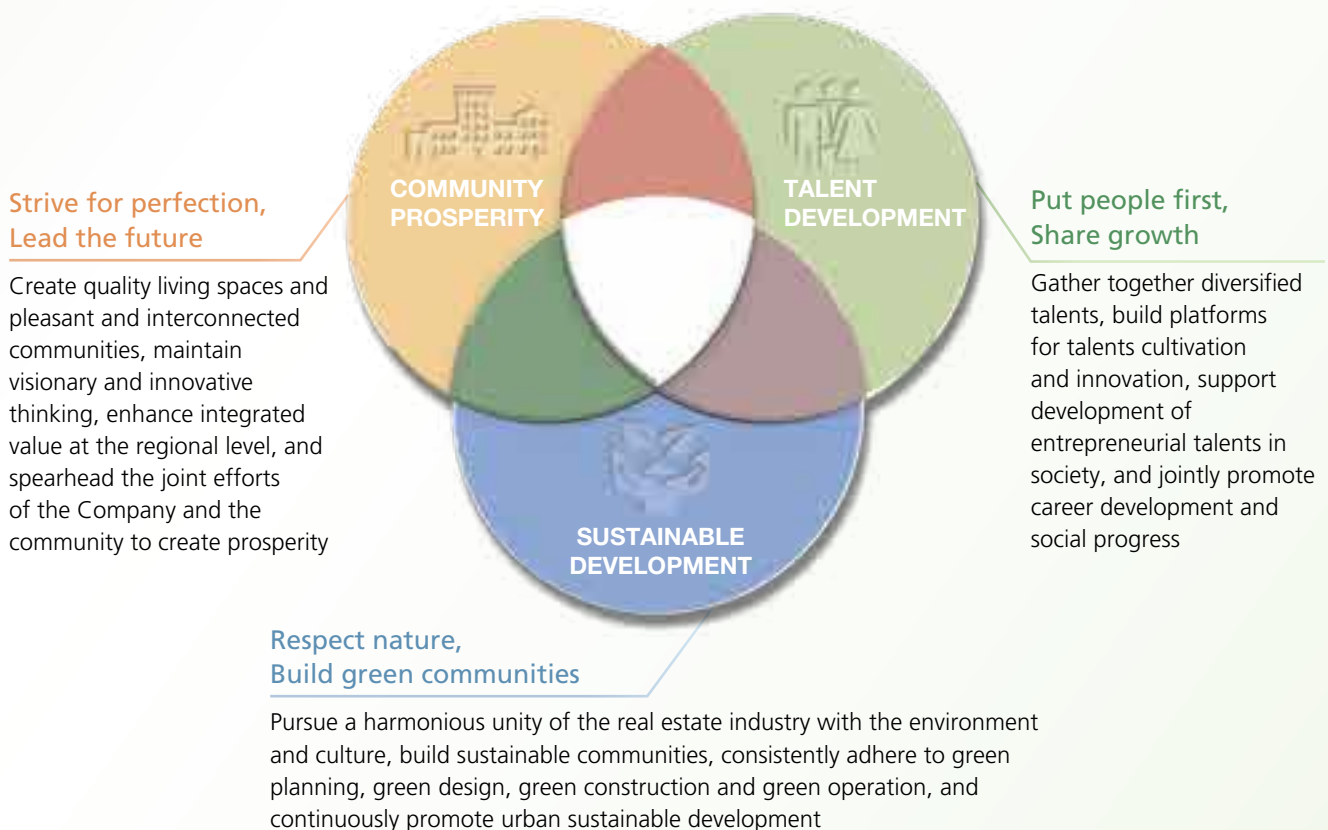 COMMUNITY
PROSPERITY
TALENT
DEVELOPMENT
SUSTAINABLE
DEVELOPMENT
Strive for perfection,
Lead the future
Create quality living spaces and
pleasant and interconnected
communities, maintain
visionary and innovative
thinking, enhance integrated
value at the regional level, and
spearhead the joint efforts
of the Company and the
community to create prosperity
Put people first,
Share growth
Gather together diversified
talents, build platforms
for talents cultivation
and innovation, support
development of
entrepreneurial talents in
society, and jointly promote
career development and
social progress
Respect nature,
Build green communities
Pursue a harmonious unity of the real estate industry with the environment
and culture, build sustainable communities, consistently adhere to green
planning, green design, green construction and green operation, and
continuously promote urban sustainable development